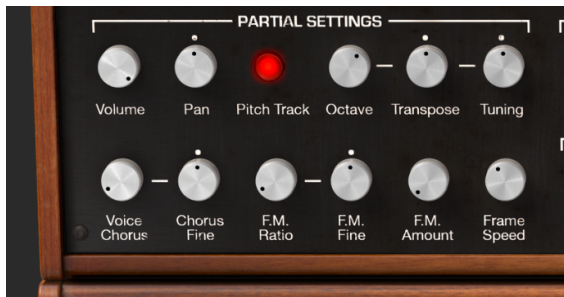 PARTIAL SETTINGS
Volume Pan Pitch Track Octave Transpose Tuning
Voice Chorus F.M. F.M. F.M. Frame
Chorus Fine Ratio Fine Amount Speed